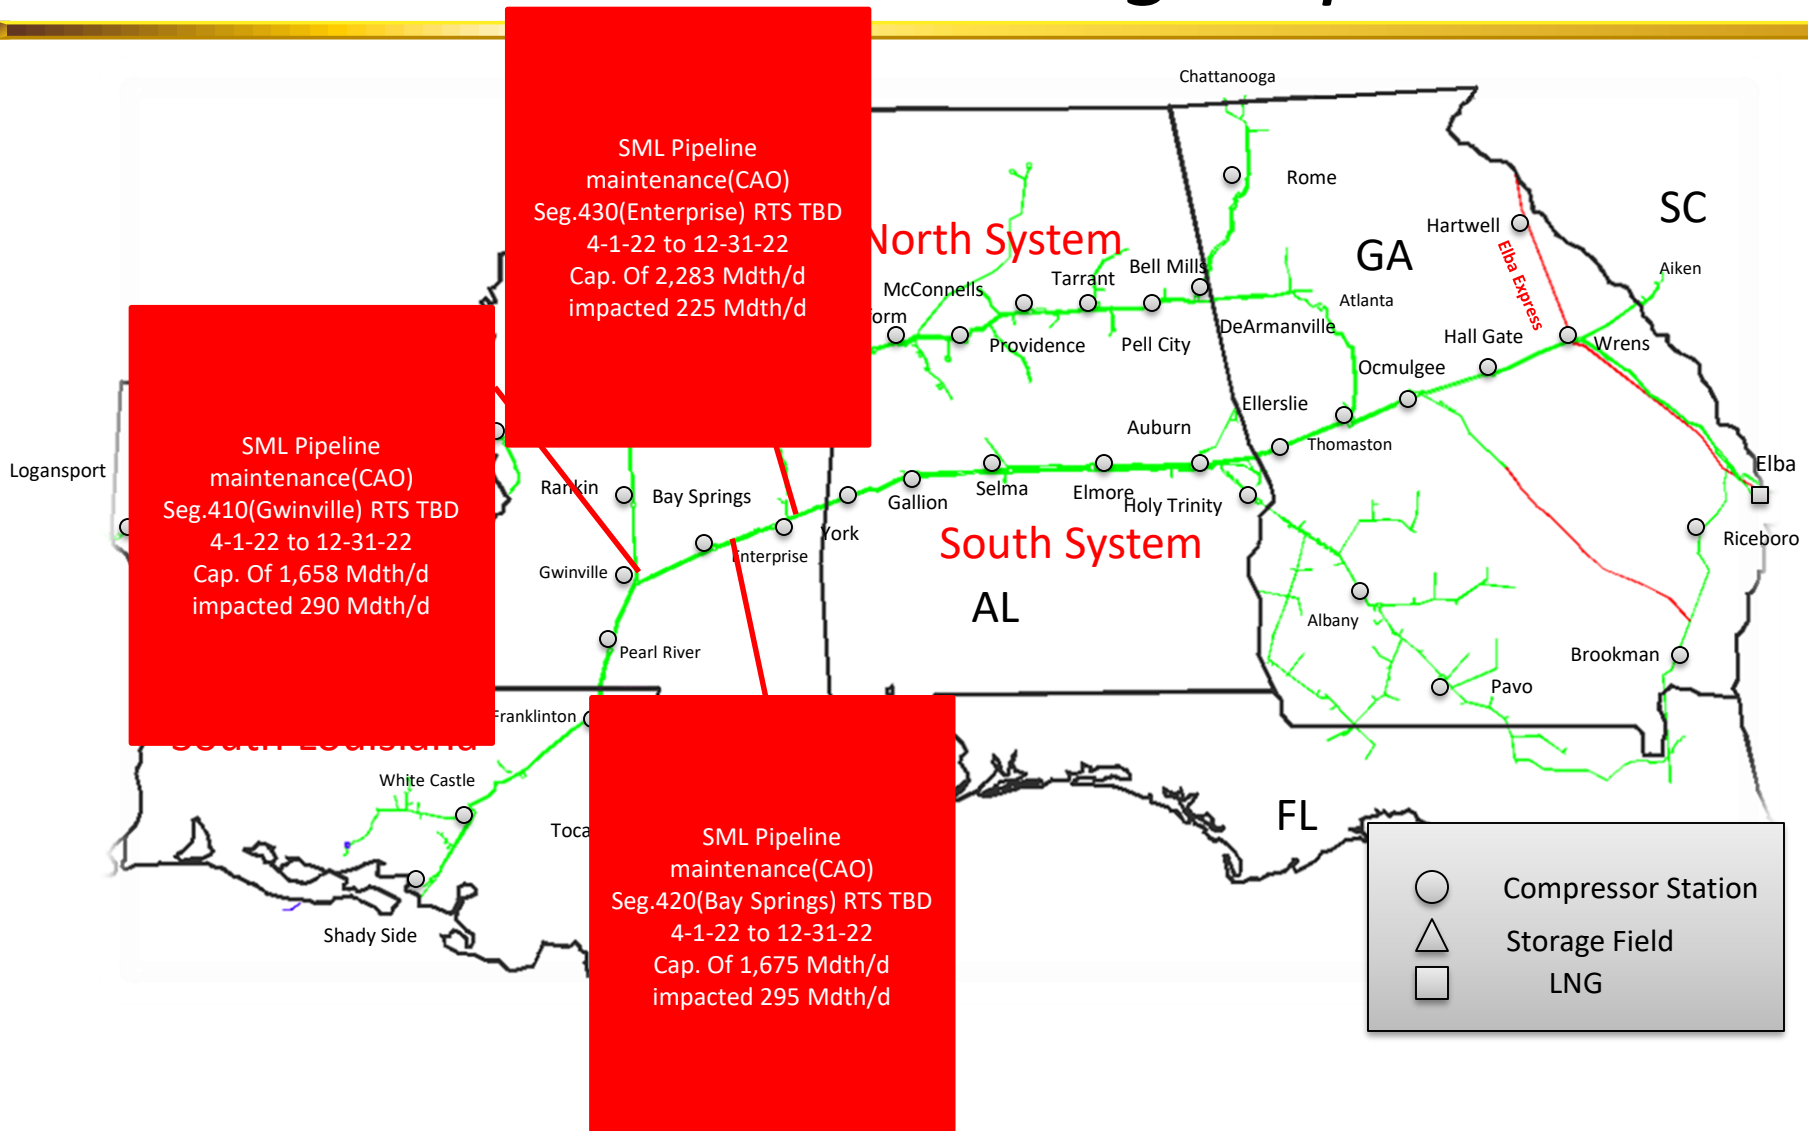 Chattanooga
SML Pipeline
maintenance(CAO)
Seg.430(Enterprise) RTS TBD
4-1-22 to 12-31-22
Cap. Of 2,283 Mdth/d
impacted 225 Mdth/d
Rome
SC
Hartwell
North System
GA
Elba Express
Bell Mills
Aiken
Tarrant
McConnells
Atlanta
DeArmanville
Providence
Pell City
Hall Gate
Wrens
Ocmulgee
Ellerslie
Auburn
Thomaston
SML Pipeline
maintenance(CAO)
Seg.410(Gwinville) RTS TBD
4-1-22 to 12-31-22
Cap. Of 1,658 Mdth/d
impacted 290 Mdth/d
Logansport
Elba
Rankin
Bay Springs
Gallion
Selma
Elmore
Holy Trinity
York
Enterprise
South System
Riceboro
Gwinville
AL
Albany
Pearl River
Brookman
Pavo
Franklinton
South Louisiana
White Castle
Toca
FL
SML Pipeline
maintenance(CAO)
Seg.420(Bay Springs) RTS TBD
4-1-22 to 12-31-22
Cap. Of 1,675 Mdth/d
impacted 295 Mdth/d
Shady Side
Compressor Station
Storage Field
LNG